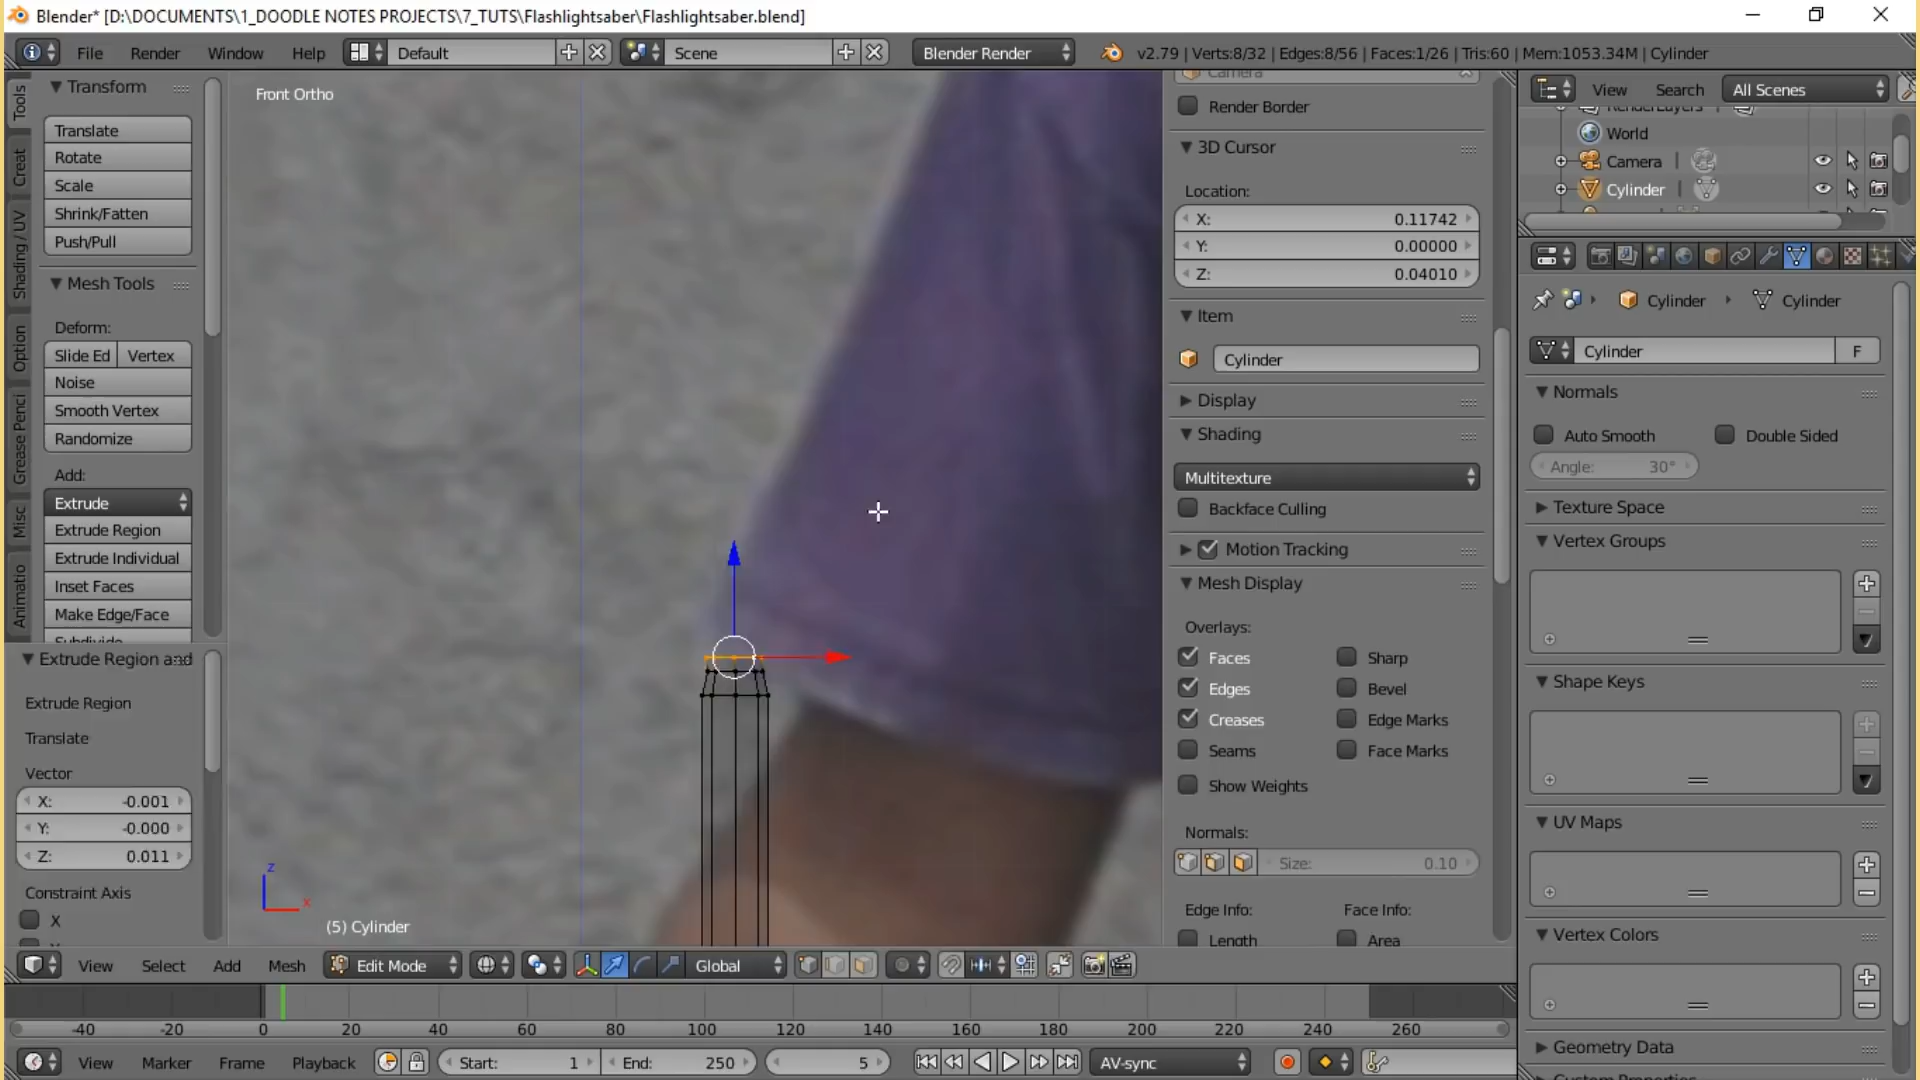 Blender* [D:\DOCUMENTS\1_DOODLE NOTES PROJECTS\7_TUTS\Flashlightsaber\Flashlightsaber.blend]
File Render Window Help Default Scene Blender Render v2.79 | Verts:8/32 | Edges:8/56 | Faces:1/26 | Tris:60 | Mem:1053.34M | Cylinder
Tools
Creat
Shading / UV
Option
Grease Penci
Misc
Animatio
Transform
Translate
Rotate
Scale
Shrink/Fatten
Push/Pull
Mesh Tools
Deform:
Slide Ed Vertex
Noise
Smooth Vertex
Randomize
Add:
Extrude
Extrude Region
Extrude Individual
Inset Faces
Make Edge/Face
Subdivide
Extrude Region and
Extrude Region
Translate
Vector
X: -0.001
Y: -0.000
Z: 0.011
Constraint Axis
X
Front Ortho
z
x
(5) Cylinder
Camera
Render Border
3D Cursor
Location:
X: 0.11742
Y: 0.00000
Z: 0.04010
Item
Cylinder
Display
Shading
Multitexture
Backface Culling
Motion Tracking
Mesh Display
Overlays:
Faces Sharp
Edges Bevel
Creases Edge Marks
Seams Face Marks
Show Weights
Normals:
Size: 0.10
Edge Info: Face Info:
Length Area
View Search All Scenes
RenderLayers
World
Camera
Cylinder
Cylinder Cylinder
Cylinder F
Normals
Auto Smooth Double Sided
Angle: 30°
Texture Space
Vertex Groups
Shape Keys
UV Maps
Vertex Colors
Geometry Data
Custom Properties
View Select Add Mesh Edit Mode Global
-40 -20 0 20 40 60 80 100 120 140 160 180 200 220 240 260
View Marker Frame Playback Start: 1 End: 250 5 AV-sync